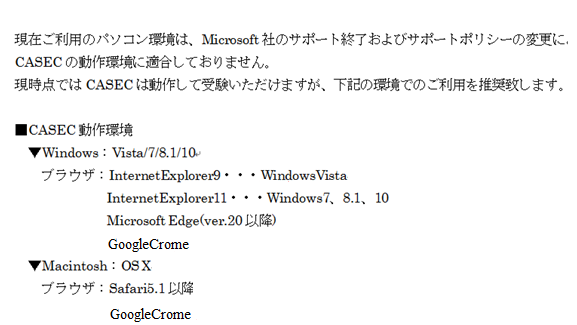 現在ご利用のパソコン環境は、Microsoft 社のサポート終了およびサポートポリシーの変更に
CASEC の動作環境に適合しておりません。
現時点では CASEC は動作して受験いただけますが、下記の環境でのご利用を推奨致します。
■CASEC 動作環境
▼Windows：Vista/7/8.1/10
ブラウザ：InternetExplorer9・・・WindowsVista
InternetExplorer11・・・Windows7、8.1、10
Microsoft Edge(ver.20 以降)
GoogleCrome
▼Macintosh：OS X
ブラウザ：Safari5.1 以降
GoogleCrome